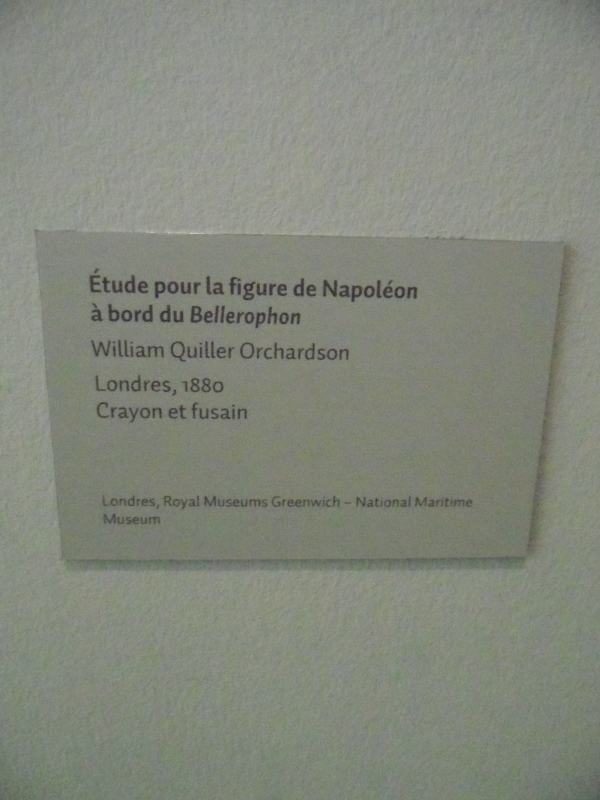 Étude pour la figure de Napoléon
à bord du Bellerophon
William Quiller Orchardson
Londres, 1880
Crayon et fusain
Londres, Royal Museums Greenwich – National Maritime
Museum